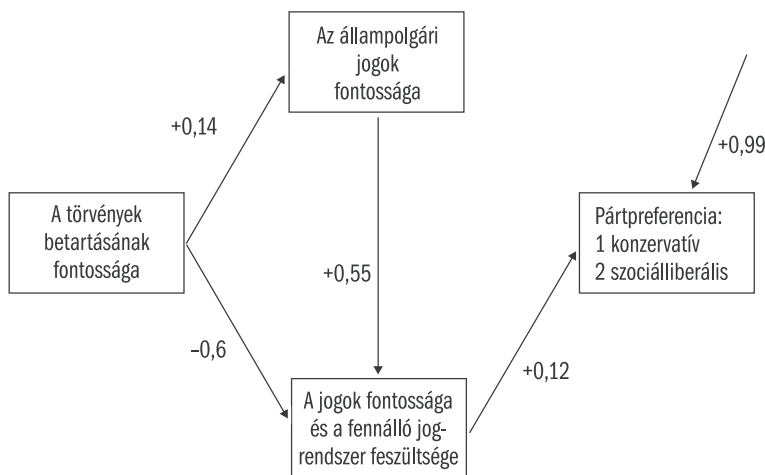 Az állampolgári
jogok
fontossága
+0,14
+0,99
A törvények
betartásának
fontossága
Pártpreferencia:
1 konzervatív
2 szociálliberális
+0,55
–0,6
+0,12
A jogok fontossága
és a fennálló jog-
rendszer feszültsége